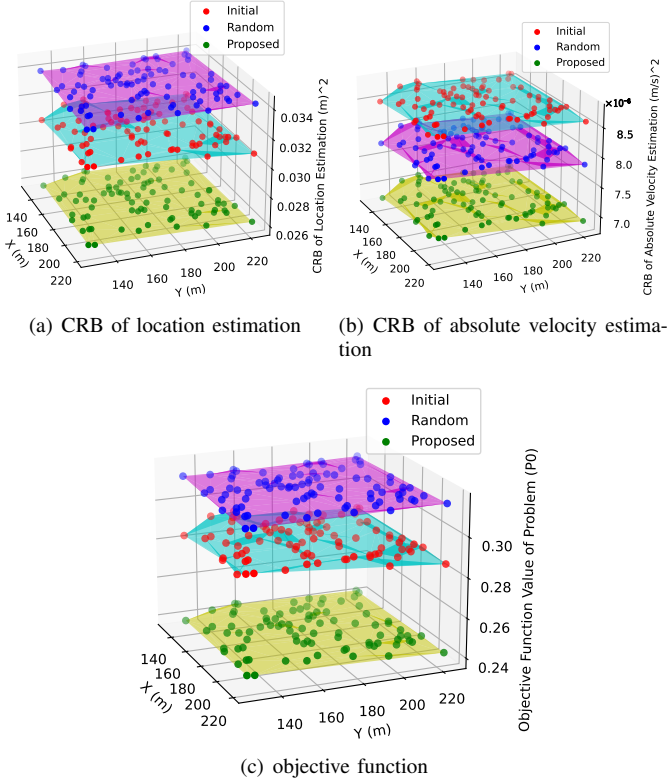 Initial
Random
Proposed
0.034
0.032
0.030
0.028
0.026
CRB of Location Estimation (m)^2
140
160
180
200
220
X (m)
140
160
180
200
220
Y (m)
(a) CRB of location estimation
Initial
Random
Proposed
×10⁻⁶
8.5
8.0
7.5
7.0
CRB of Absolute Velocity Estimation (m/s)^2
140
160
180
200
220
X (m)
140
160
180
200
220
Y (m)
(b) CRB of absolute velocity estima-
tion
Initial
Random
Proposed
0.30
0.28
0.26
0.24
Objective Function Value of Problem (P0)
140
160
180
200
220
X (m)
140
160
180
200
220
Y (m)
(c) objective function